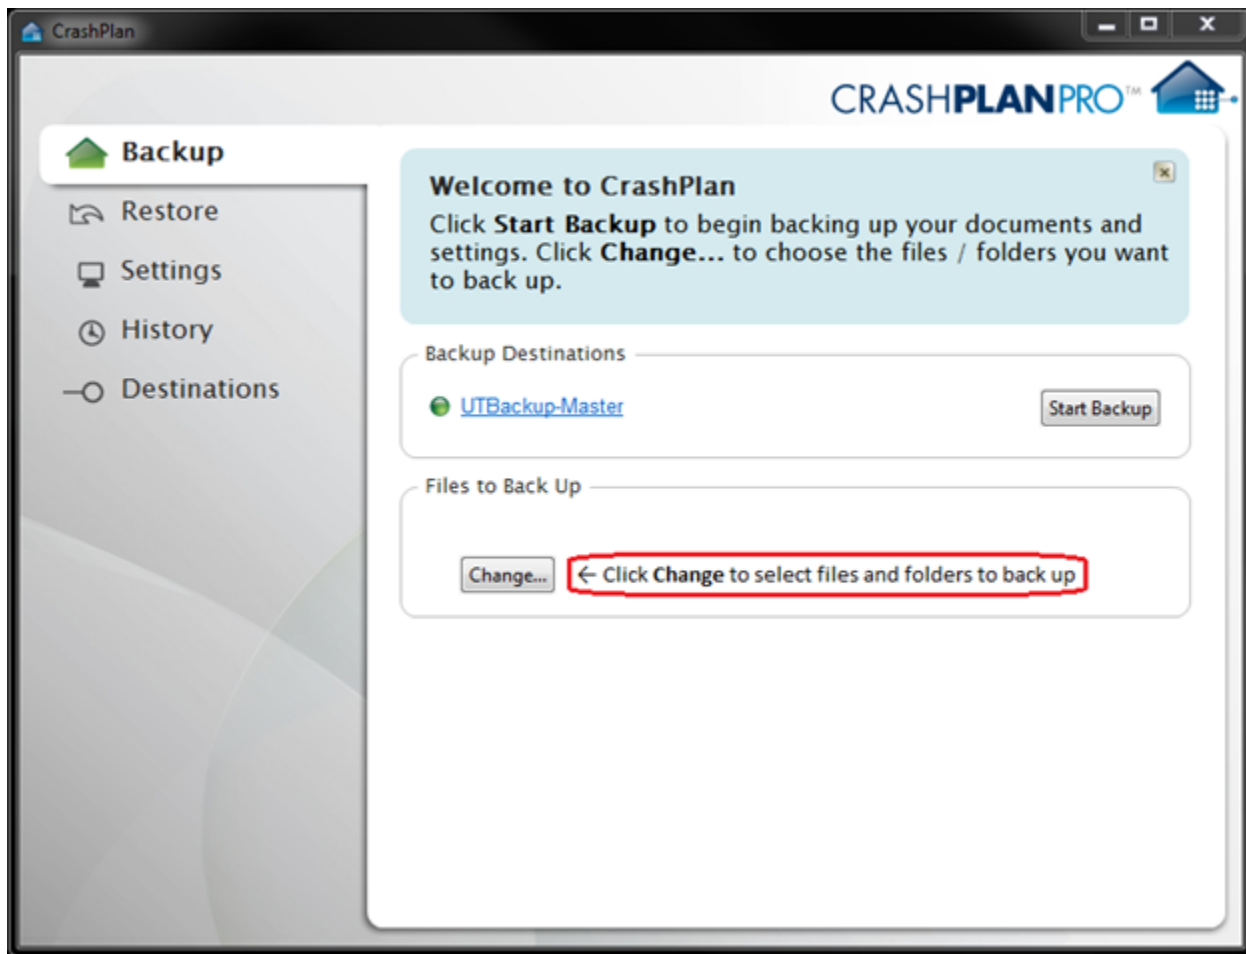 CrashPlan
CRASHPLANPRO™
Backup
Restore
Settings
History
Destinations
Welcome to CrashPlan
Click Start Backup to begin backing up your documents and
settings. Click Change... to choose the files / folders you want
to back up.
Backup Destinations
UTBackup-Master
Start Backup
Files to Back Up
Change...
← Click Change to select files and folders to back up